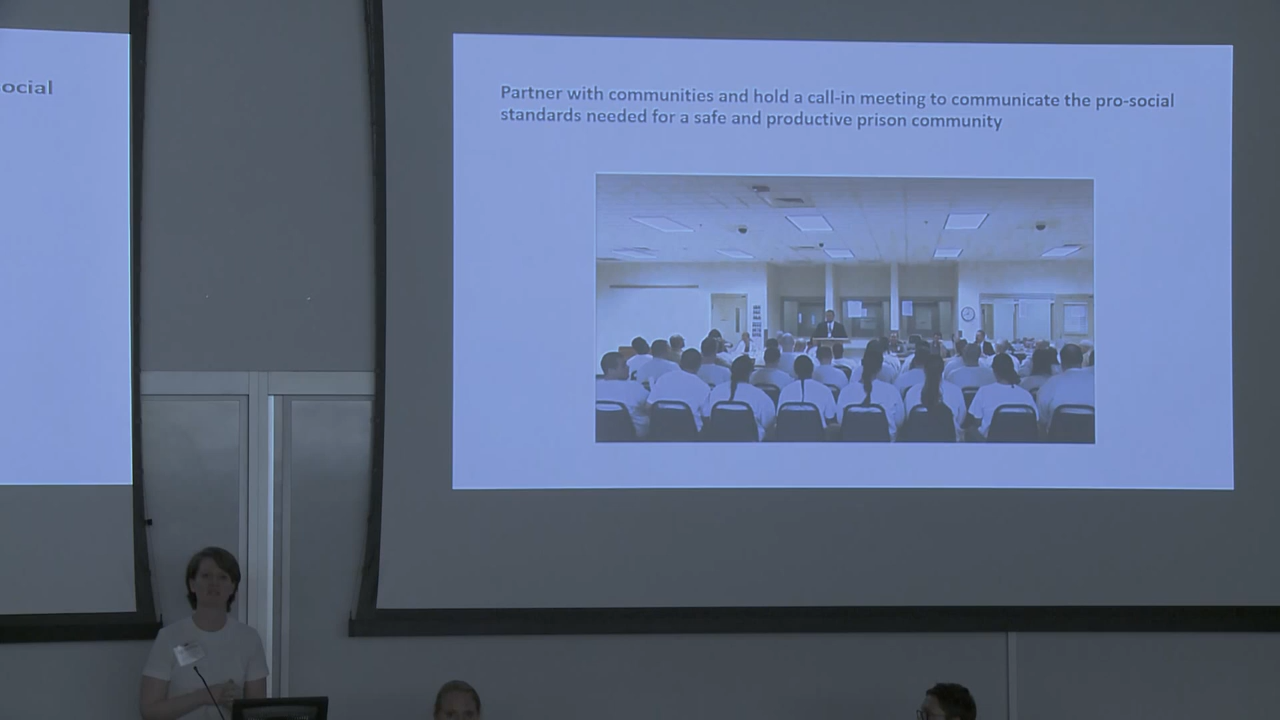 ocial
Partner with communities and hold a call-in meeting to communicate the pro-social
standards needed for a safe and productive prison community